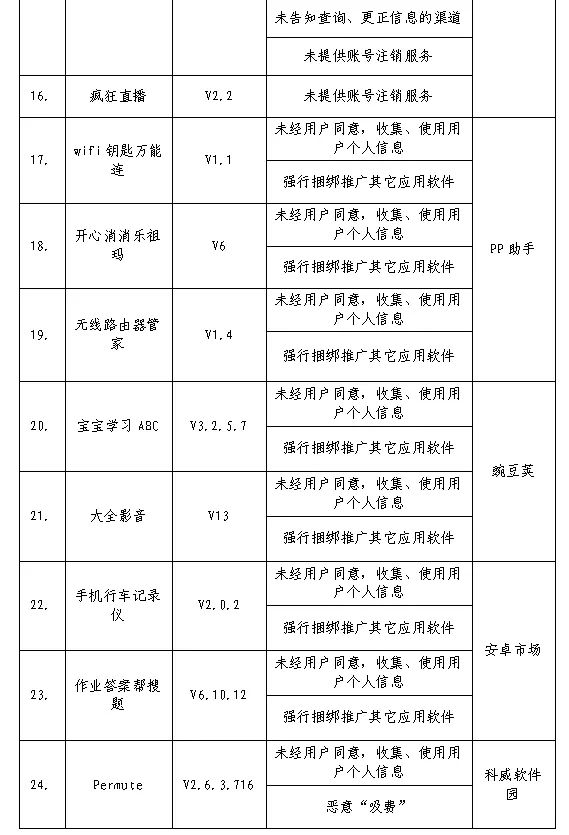 未告知查询、更正信息的渠道
未提供账号注销服务
16. 疯狂直播 V2.2 未提供账号注销服务
17. wifi钥匙万能
连 V1.1 未经用户同意，收集、使用用
户个人信息
强行捆绑推广其它应用软件
PP助手
18. 开心消消乐祖
玛 V6 未经用户同意，收集、使用用
户个人信息
强行捆绑推广其它应用软件
19. 无线路由器管
家 V1.4 未经用户同意，收集、使用用
户个人信息
强行捆绑推广其它应用软件
20. 宝宝学习ABC V3.2.5.7 未经用户同意，收集、使用用
户个人信息
强行捆绑推广其它应用软件
豌豆荚
21. 大全影音 V13 未经用户同意，收集、使用用
户个人信息
强行捆绑推广其它应用软件
22. 手机行车记录
仪 V2.0.2 未经用户同意，收集、使用用
户个人信息
强行捆绑推广其它应用软件
安卓市场
23. 作业答案帮搜
题 V6.10.12 未经用户同意，收集、使用用
户个人信息
强行捆绑推广其它应用软件
24. Permute V2.6.3.716 未经用户同意，收集、使用用
户个人信息
恶意“吸费”
科威软件
园